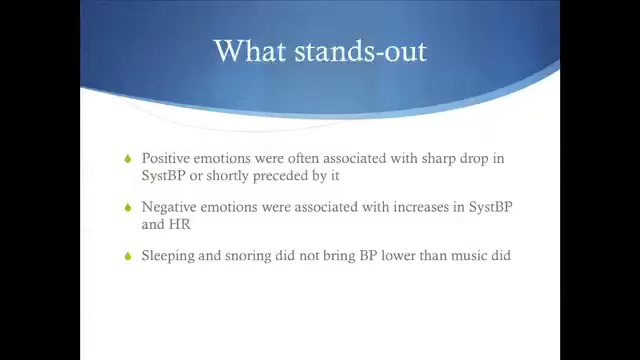 What stands-out
Positive emotions were often associated with sharp drop in
SystBP or shortly preceded by it
Negative emotions were associated with increases in SystBP
and HR
Sleeping and snoring did not bring BP lower than music did